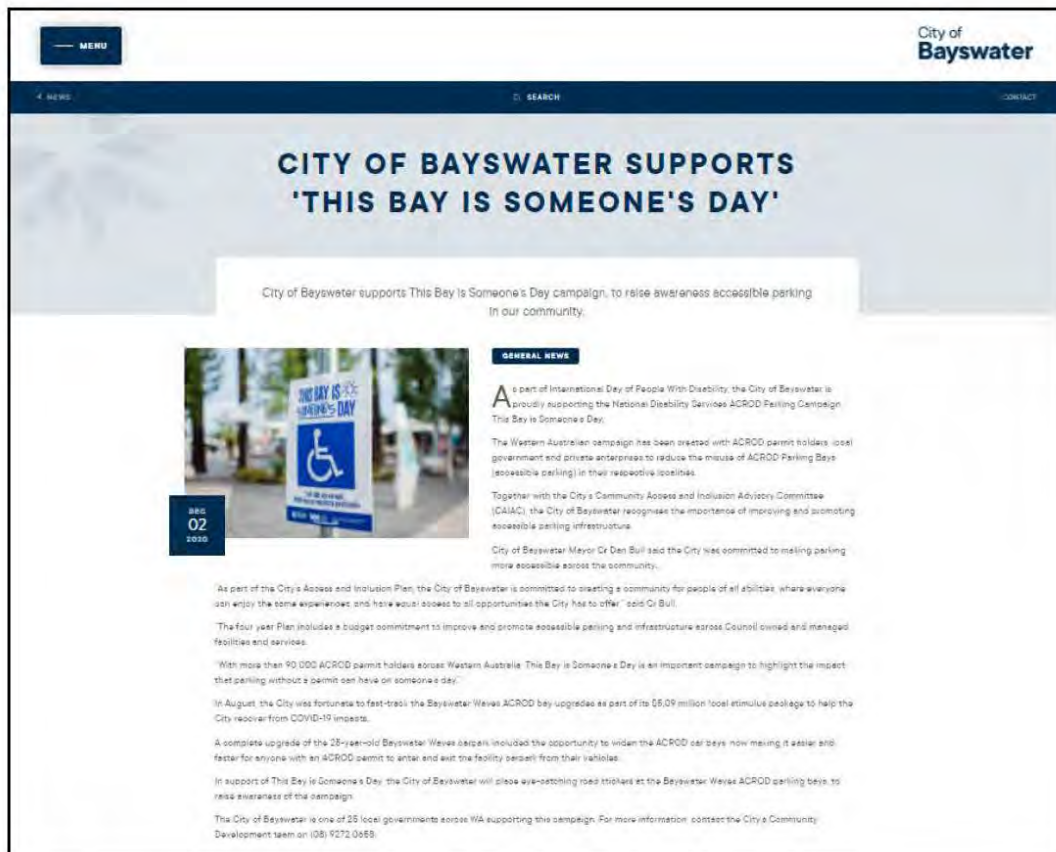 MENU
City of
Bayswater
NEWS
SEARCH
CONTACT
CITY OF BAYSWATER SUPPORTS
'THIS BAY IS SOMEONE'S DAY'
City of Bayswater supports This Bay is Someone's Day campaign, to raise awareness accessible parking
in our community.
THIS BAY IS
SOMEONE'S DAY
DEC
02
2020
GENERAL NEWS
As part of International Day of People With Disability, the City of Bayswater is
proudly supporting the National Disability Services ACROD Parking Campaign
This Bay is Someone's Day.
The Western Australian campaign has been created with ACROD permit holders, local
government and private enterprises to reduce the misuse of ACROD Parking Bays
(accessible parking) in their respective localities.
Together with the City's Community Access and Inclusion Advisory Committee
(CAIAC), the City of Bayswater recognises the importance of improving and promoting
accessible parking infrastructure.
City of Bayswater Mayor Cr Dan Bull said the City was committed to making parking
more accessible across the community.
"As part of the City's Access and Inclusion Plan, the City of Bayswater is committed to creating a community for people of all abilities, where everyone
can enjoy the same experiences, and have equal access to all opportunities the City has to offer," said Cr Bull.
"The four year Plan includes a budget commitment to improve and promote accessible parking and infrastructure across Council owned and managed
facilities and services.
"With more than 90,000 ACROD permit holders across Western Australia, This Bay is Someone's Day is an important campaign to highlight the impact
that parking without a permit can have on someone's day."
In August, the City was fortunate to fast-track the Bayswater Waves ACROD bay upgrades as part of its $5.09 million local stimulus package to help the
City recover from COVID-19 impacts.
A complete upgrade of the 25-year-old Bayswater Waves carpark included the opportunity to widen the ACROD car bays, now making it easier and
faster for anyone with an ACROD permit to enter and exit the facility carpark from their vehicles.
In support of This Bay is Someone's Day, the City of Bayswater will place eye-catching road stickers at the Bayswater Waves ACROD parking bays, to
raise awareness of the campaign.
The City of Bayswater is one of 25 local governments across WA supporting this campaign. For more information, contact the City's Community
Development team on (08) 9272 0658.